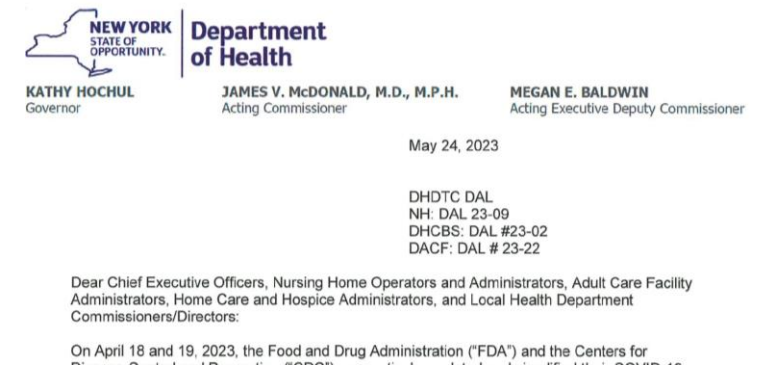 NEW YORK
STATE OF
OPPORTUNITY.
Department
of Health
KATHY HOCHUL
Governor
JAMES V. McDONALD, M.D., M.P.H.
Acting Commissioner
MEGAN E. BALDWIN
Acting Executive Deputy Commissioner
May 24, 2023
DHDTC DAL
NH: DAL 23-09
DHCBS: DAL #23-02
DACF: DAL # 23-22
Dear Chief Executive Officers, Nursing Home Operators and Administrators, Adult Care Facility
Administrators, Home Care and Hospice Administrators, and Local Health Department
Commissioners/Directors:
On April 18 and 19, 2023, the Food and Drug Administration ("FDA") and the Centers for